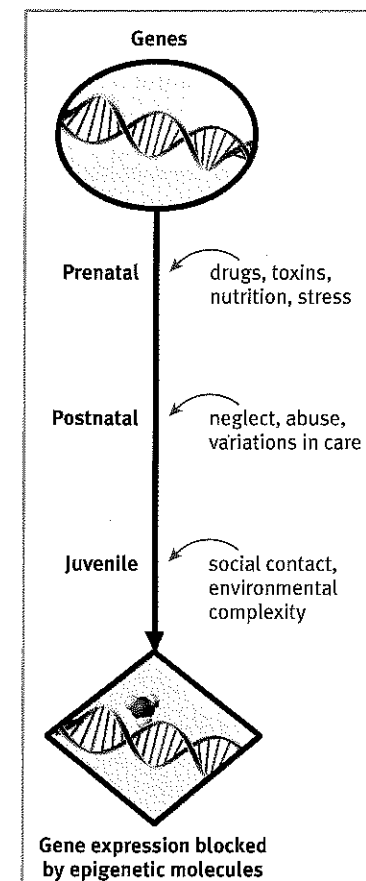 Genes
Prenatal
drugs, toxins,
nutrition, stress
Postnatal
neglect, abuse,
variations in care
Juvenile
social contact,
environmental
complexity
Gene expression blocked
by epigenetic molecules